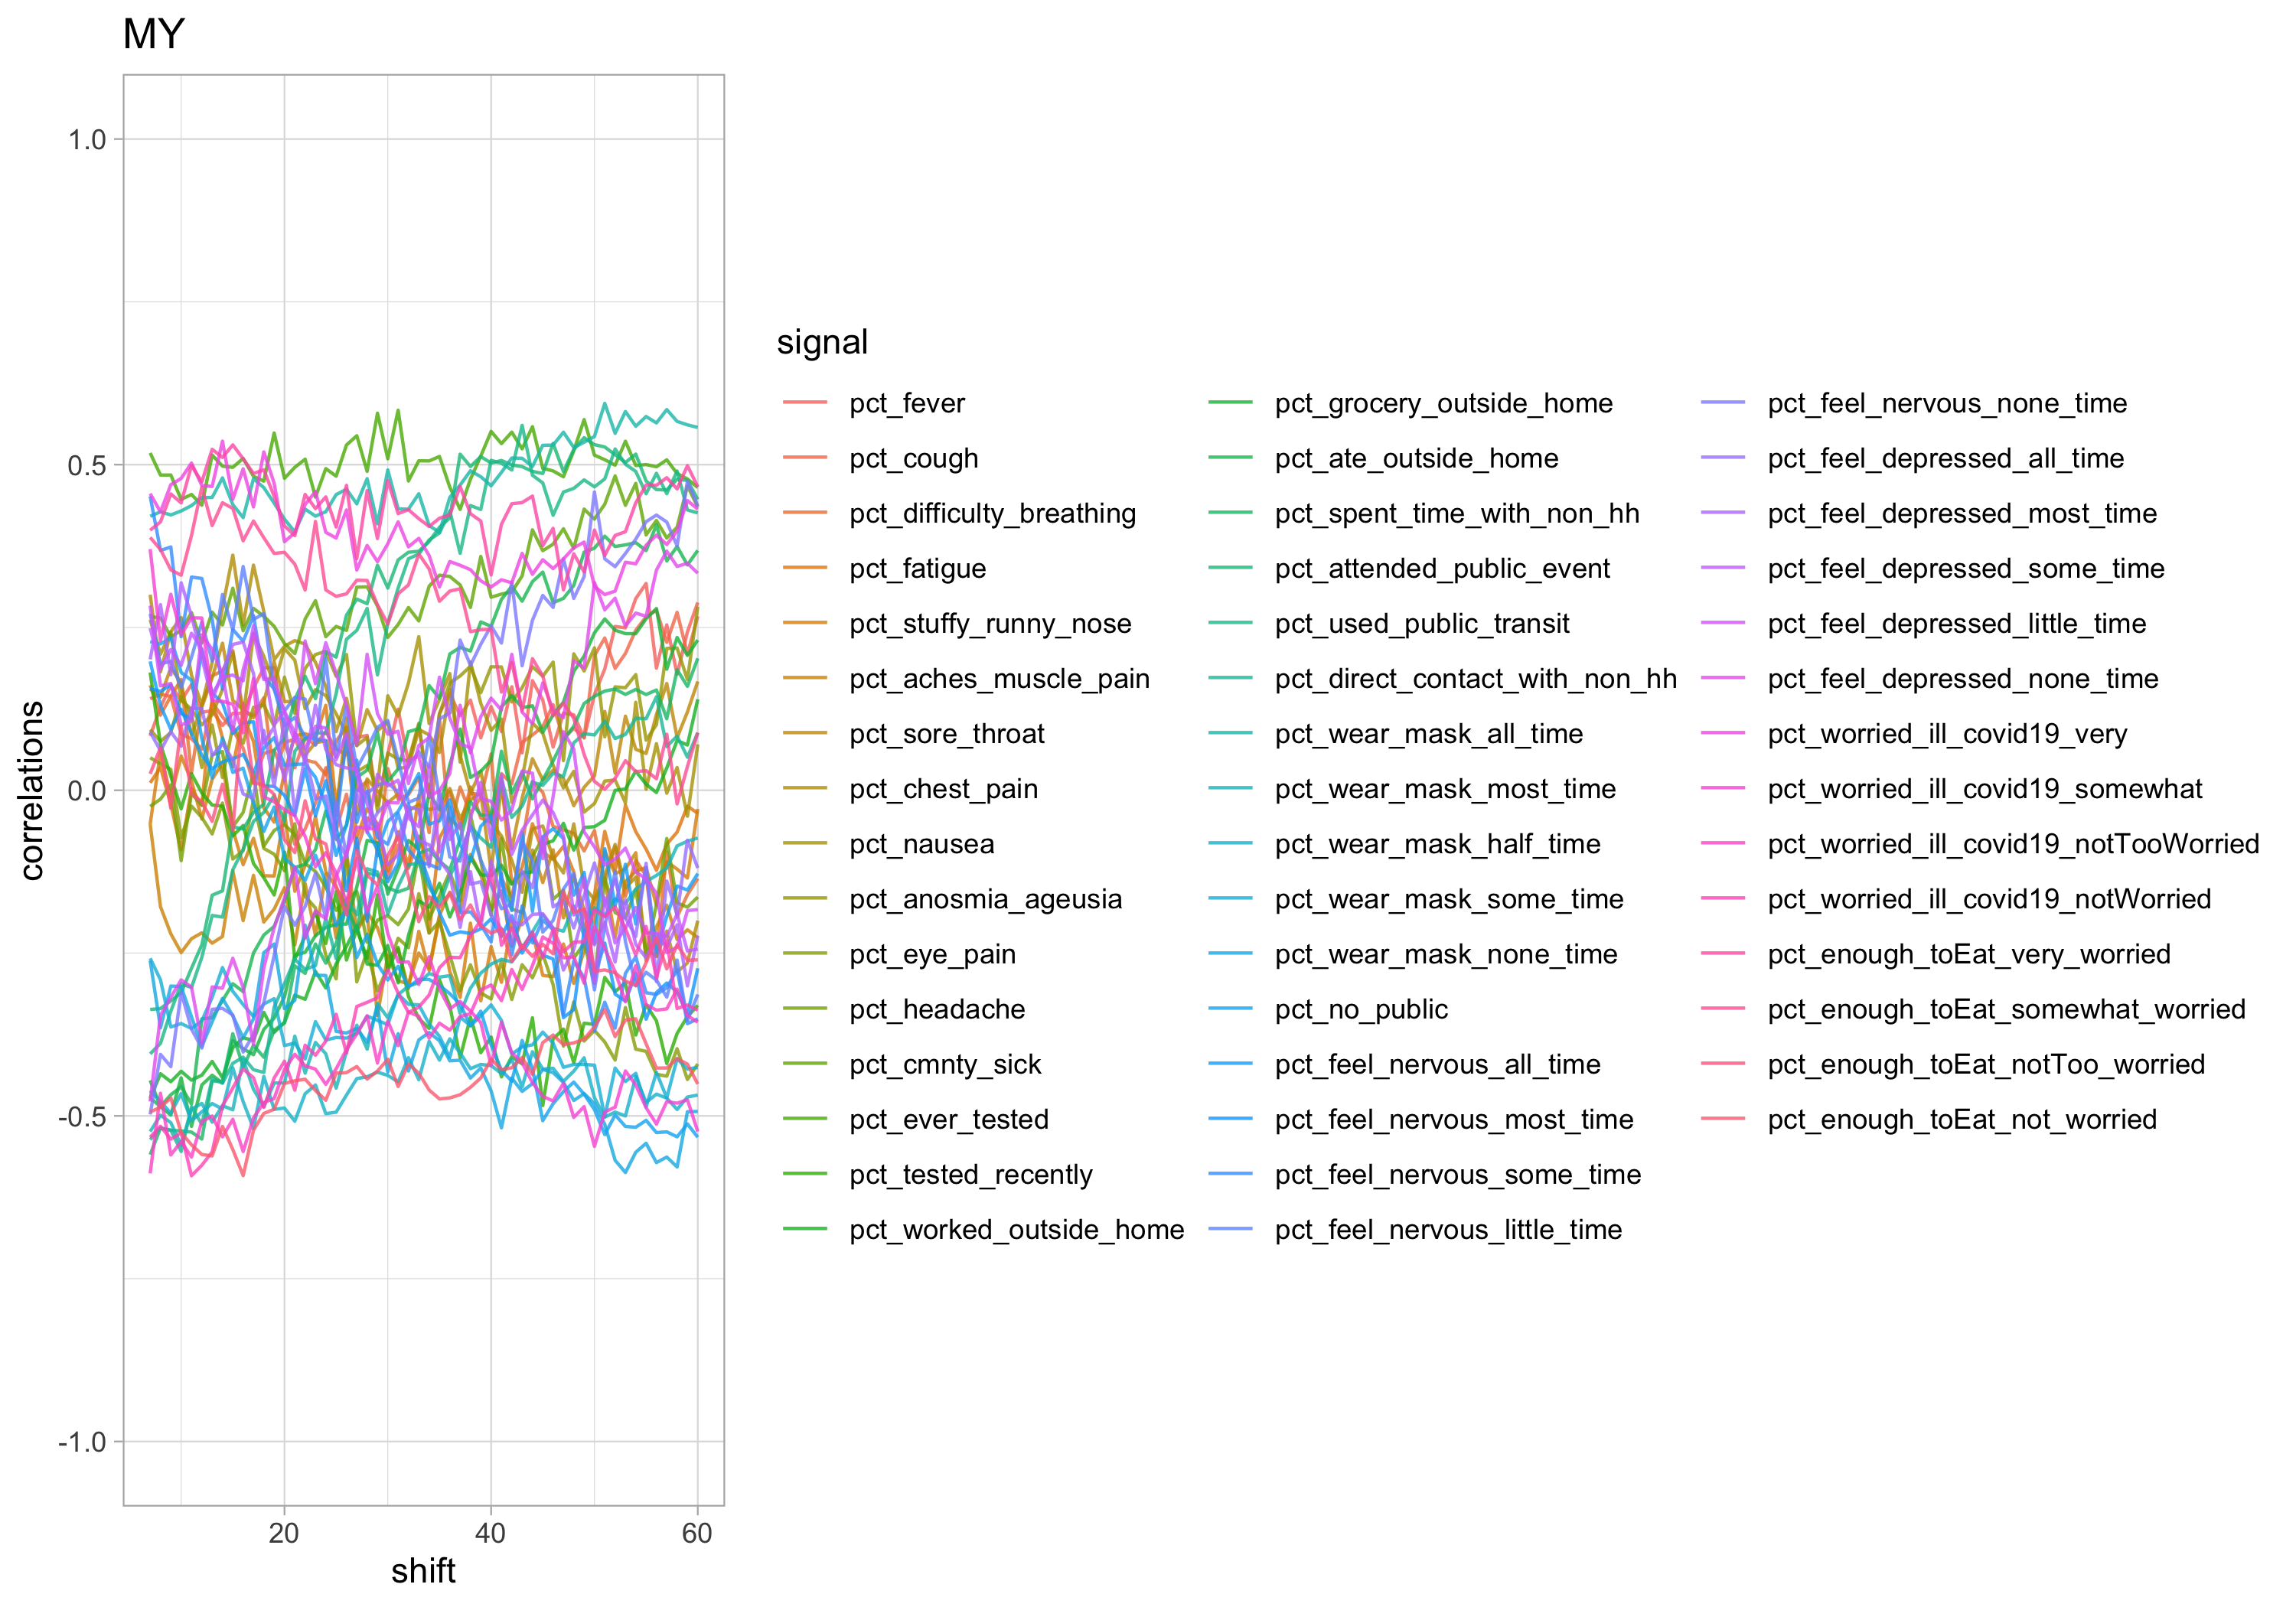 MY
1.0
0.5
0.0
-0.5
-1.0
correlations
20 40 60
shift
signal
pct_fever
pct_cough
pct_difficulty_breathing
pct_fatigue
pct_stuffy_runny_nose
pct_aches_muscle_pain
pct_sore_throat
pct_chest_pain
pct_nausea
pct_anosmia_ageusia
pct_eye_pain
pct_headache
pct_cmnty_sick
pct_ever_tested
pct_tested_recently
pct_worked_outside_home
pct_grocery_outside_home
pct_ate_outside_home
pct_spent_time_with_non_hh
pct_attended_public_event
pct_used_public_transit
pct_direct_contact_with_non_hh
pct_wear_mask_all_time
pct_wear_mask_most_time
pct_wear_mask_half_time
pct_wear_mask_some_time
pct_wear_mask_none_time
pct_no_public
pct_feel_nervous_all_time
pct_feel_nervous_most_time
pct_feel_nervous_some_time
pct_feel_nervous_little_time
pct_feel_nervous_none_time
pct_feel_depressed_all_time
pct_feel_depressed_most_time
pct_feel_depressed_some_time
pct_feel_depressed_little_time
pct_feel_depressed_none_time
pct_worried_ill_covid19_very
pct_worried_ill_covid19_somewhat
pct_worried_ill_covid19_notTooWorried
pct_worried_ill_covid19_notWorried
pct_enough_toEat_very_worried
pct_enough_toEat_somewhat_worried
pct_enough_toEat_notToo_worried
pct_enough_toEat_not_worried